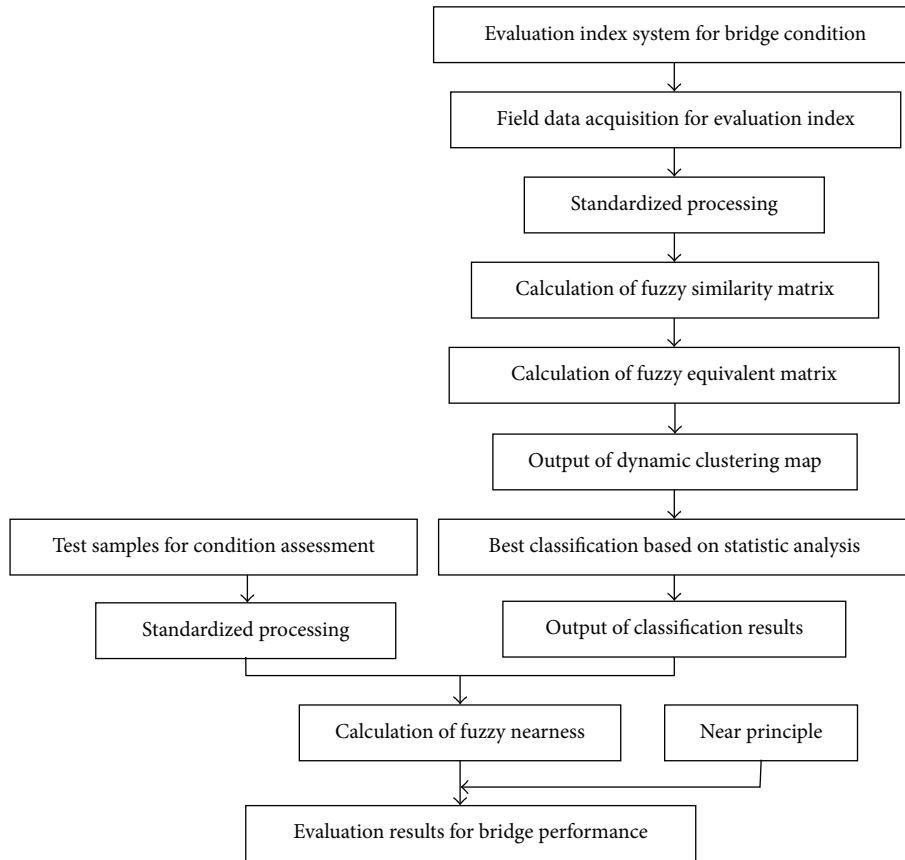 Evaluation index system for bridge condition
Field data acquisition for evaluation index
Standardized processing
Calculation of fuzzy similarity matrix
Calculation of fuzzy equivalent matrix
Output of dynamic clustering map
Test samples for condition assessment
Best classification based on statistic analysis
Standardized processing
Output of classification results
Calculation of fuzzy nearness
Near principle
Evaluation results for bridge performance